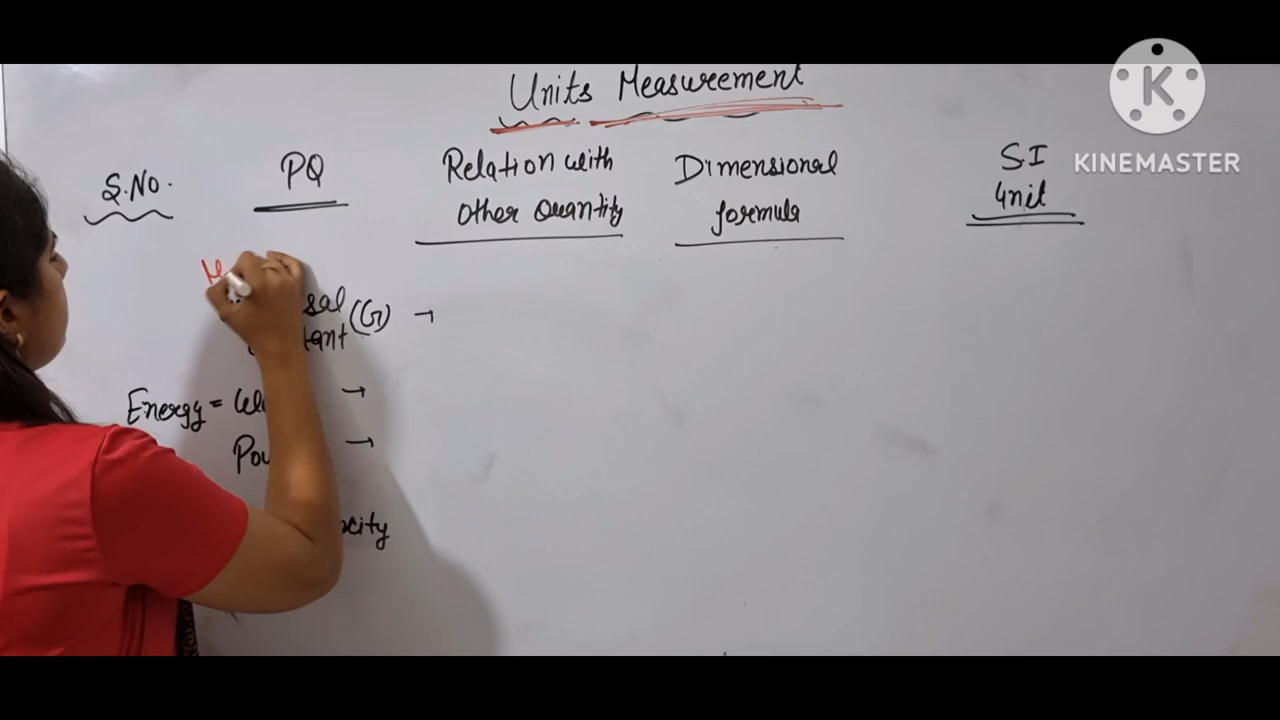 Units Measurement
S.No.
PQ
Relation with
Other Quantity
Dimensional
formula
SI
Unit
(G) →
Energy = →
→
KINEMASTER